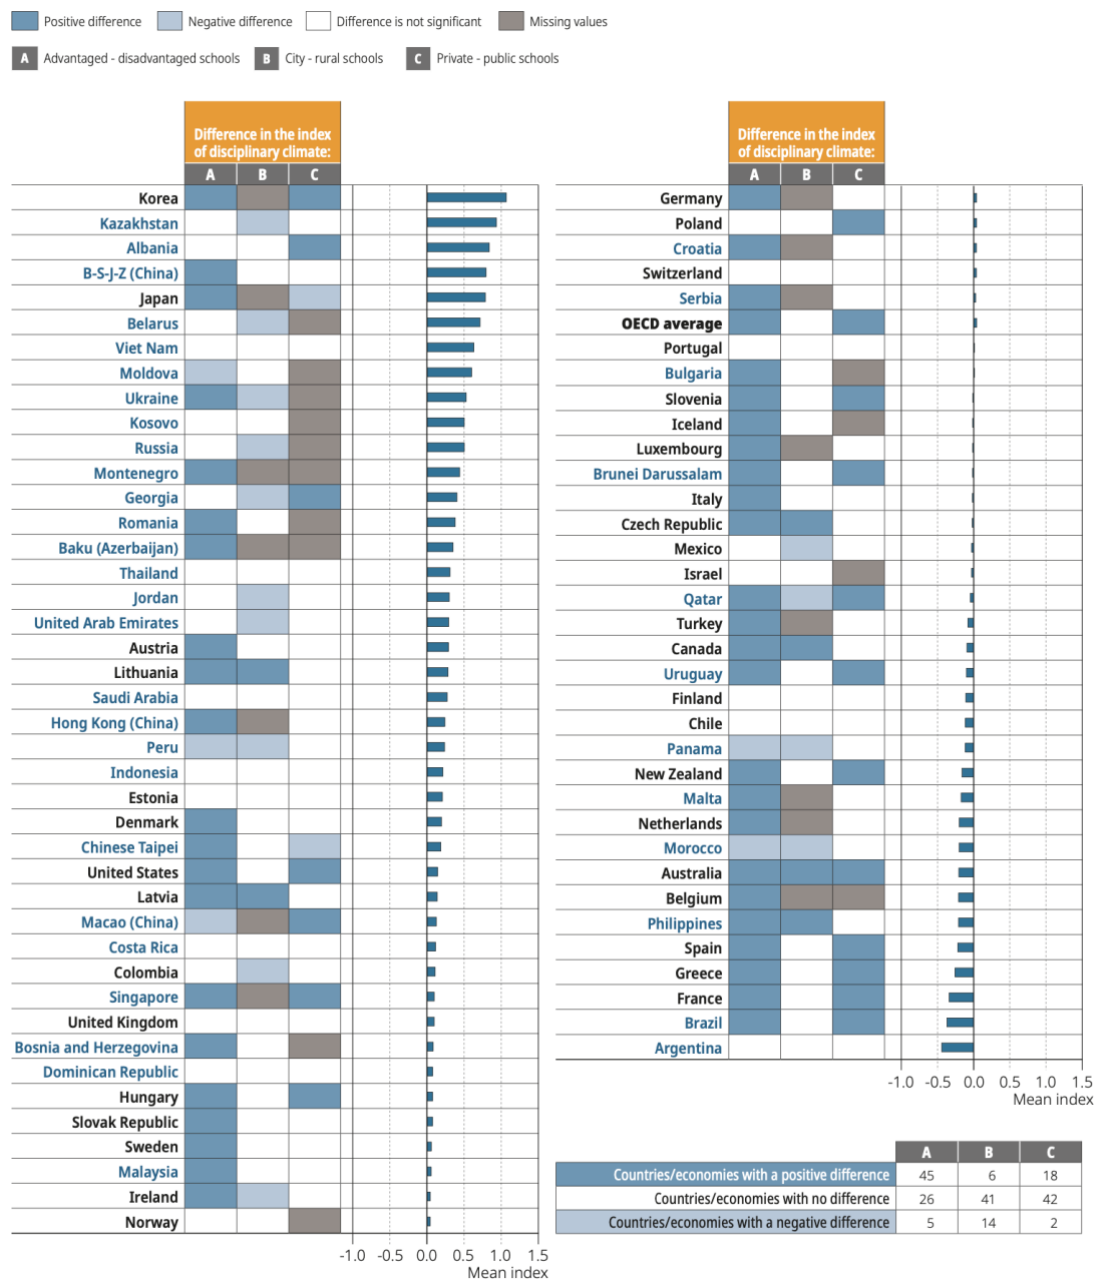 Positive difference Negative difference Difference is not significant Missing values
A Advantaged - disadvantaged schools B City - rural schools C Private - public schools
Difference in the index
of disciplinary climate:
A B C
Korea
Kazakhstan
Albania
B-S-J-Z (China)
Japan
Belarus
Viet Nam
Moldova
Ukraine
Kosovo
Russia
Montenegro
Georgia
Romania
Baku (Azerbaijan)
Thailand
Jordan
United Arab Emirates
Austria
Lithuania
Saudi Arabia
Hong Kong (China)
Peru
Indonesia
Estonia
Denmark
Chinese Taipei
United States
Latvia
Macao (China)
Costa Rica
Colombia
Singapore
United Kingdom
Bosnia and Herzegovina
Dominican Republic
Hungary
Slovak Republic
Sweden
Malaysia
Ireland
Norway
-1.0 -0.5 0.0 0.5 1.0 1.5
Mean index
Difference in the index
of disciplinary climate:
A B C
Germany
Poland
Croatia
Switzerland
Serbia
OECD average
Portugal
Bulgaria
Slovenia
Iceland
Luxembourg
Brunei Darussalam
Italy
Czech Republic
Mexico
Israel
Qatar
Turkey
Canada
Uruguay
Finland
Chile
Panama
New Zealand
Malta
Netherlands
Morocco
Australia
Belgium
Philippines
Spain
Greece
France
Brazil
Argentina
-1.0 -0.5 0.0 0.5 1.0 1.5
Mean index
A B C
Countries/economies with a positive difference 45 6 18
Countries/economies with no difference 26 41 42
Countries/economies with a negative difference 5 14 2